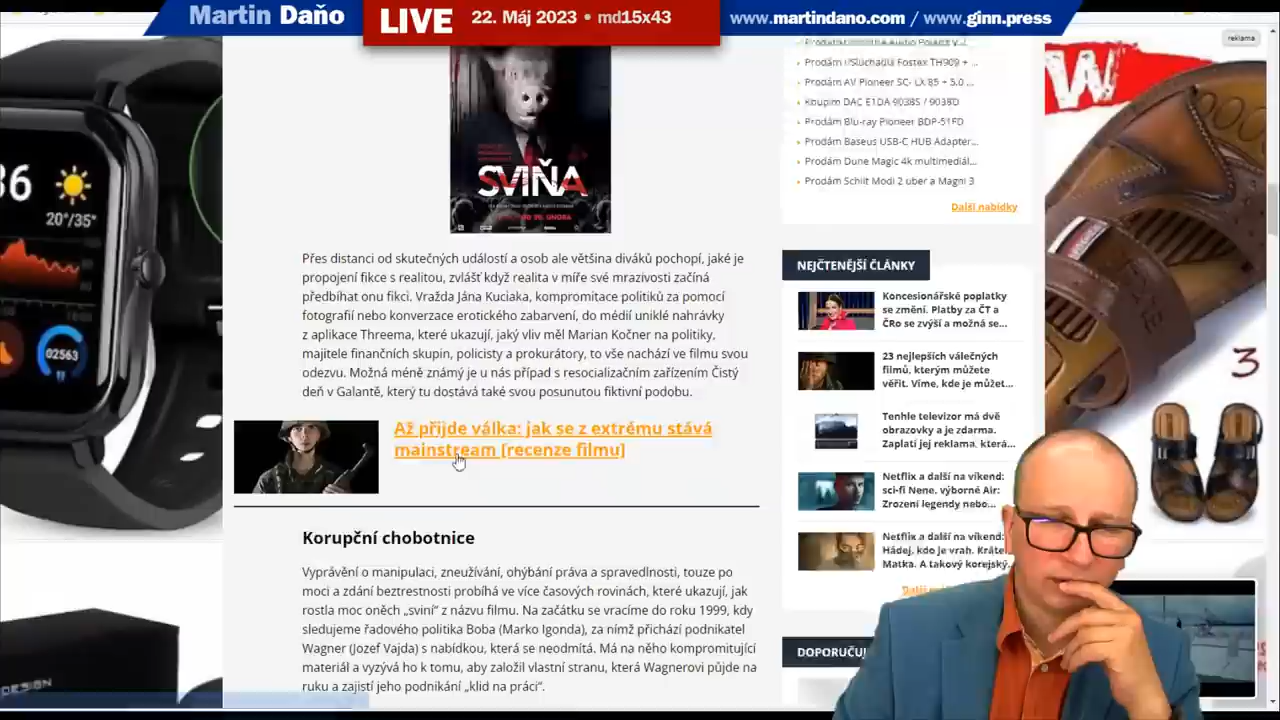 Martin Daňo
LIVE
22. Máj 2023 • md15x43
www.martindano.com / www.ginn.press
reklama
W
36
20°/35°
02563
3
DESIGN
SVIŇA
ÚNORA
Přes distanci od skutečných událostí a osob ale většina diváků pochopí, jaké je
propojení fikce s realitou, zvlášť když realita v míře své mrazivosti začíná
předbíhat onu fikci. Vražda Jána Kuciaka, kompromitace politiků za pomocí
fotografií nebo konverzace erotického zabarvení, do médií uniklé nahrávky
z aplikace Threema, které ukazují, jaký vliv měl Marian Kočner na politiky,
majitele finančních skupin, policisty a prokurátory, to vše nachází ve filmu svou
odezvu. Možná méně známý je u nás případ s resocializačním zařízením Čistý
deň v Galantě, který tu dostává také svou posunutou fiktivní podobu.
Až přijde válka: jak se z extrému stává
mainstream [recenze filmu]
Korupční chobotnice
Vyprávění o manipulaci, zneužívání, ohýbání práva a spravedlnosti, touze po
moci a zdání beztrestnosti probíhá ve více časových rovinách, které ukazují, jak
rostla moc oněch „sviní“ z názvu filmu. Na začátku se vracíme do roku 1999, kdy
sledujeme řadového politika Boba (Marko Igonda), za nímž přichází podnikatel
Wagner (Jozef Vajda) s nabídkou, která se neodmítá. Má na něho kompromitující
materiál a vyzývá ho k tomu, aby založil vlastní stranu, která Wagnerovi půjde na
ruku a zajistí jeho podnikání „klid na práci“.
Prodám Sluchadu Fostex TH909 + ...
Prodám AV Pioneer SC- LX 85 + 5.0 ...
Koupím DAC E1DA 9038S / 9038D
Prodám Blu-ray Pioneer BDP-51FD
Prodám Baseus USB-C HUB Adapter...
Prodám Dune Magic 4k multimediál...
Prodám Schiit Modi 2 uber a Magni 3
Další nabídky
NEJČTENĚJŠÍ ČLÁNKY
Koncesionářské poplatky
se změní. Platby za ČT a
ČRo se zvýší a možná se...
23 nejlepších válečných
filmů, kterým můžete
věřit. Víme, kde je můžet...
Tenhle televizor má dvě
obrazovky a je zdarma.
Zaplatí jej reklama, která...
Netflix a další na víkend:
sci-fi Nene, výborné Air:
Zrození legendy nebo...
Netflix a další na víkend:
Hádej, kdo je vrah, Kráte
Matka. A takový korejský
Další
DOPORUČU